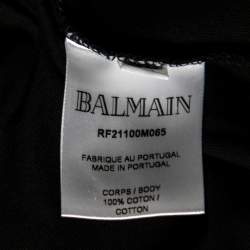 BALMAIN
RF21100M065
FABRIQUE AU PORTUGAL
MADE IN PORTUGAL
CORPS / BODY
100% COTON /
COTTON